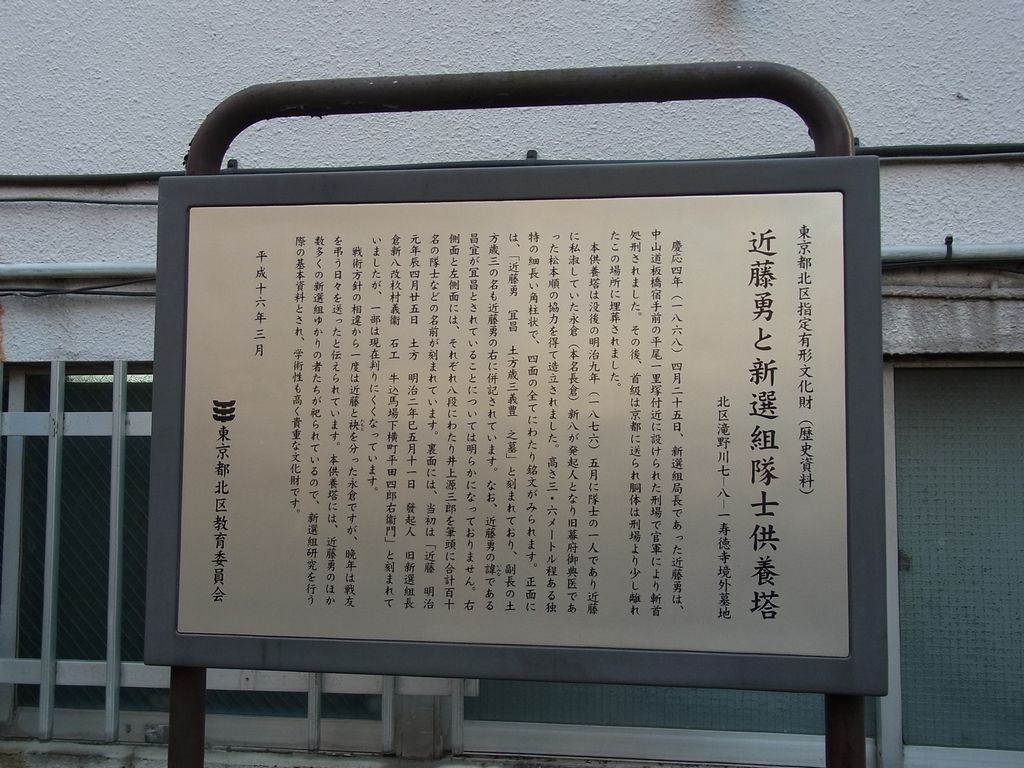 東京都北区指定有形文化財(歴史資料)
近藤勇と新選組隊士供養塔
北区滝野川七―八―一寿徳寺境外墓地
慶応四年(一八六八)四月二十五日、新選組局長であった近藤勇は、
中山道板橋宿手前の平尾一里塚付近に設けられた刑場で官軍により斬首
処刑されました。その後、首級は京都に送られ胴体は刑場より少し離れ
たこの場所に埋葬されました。
本供養塔は没後の明治九年(一八七六)五月に隊士の一人であり近藤
に私淑していた永倉(本名長倉)新八が発起人となり旧幕府御典医であ
った松本順の協力を得て造立されました。高さ三・六メートル程ある独
特の細長い角柱状で、四面の全てにわたり銘文がみられます。正面に
は、「近藤勇 冝昌 土方歳三義豊 之墓」と刻まれており、副長の土
方歳三の名も近藤勇の右に併記されています。なお、近藤勇の諱である
昌宜が冝昌とされていることについては明らかになっておりません。右
側面と左側面には、それぞれ八段にわたり井上源三郎を筆頭に合計百十
名の隊士などの名前が刻まれています。裏面には、当初は「近藤 明治
元年辰四月廿五日 土方 明治二年巳五月十一日 發起人 旧新選組長
倉新八改杉村義衞 石工 牛込馬場下横町平田四郎右衞門」と刻まれて
いましたが、一部は現在判りにくくなっています。
戦術方針の相違から一度は近藤と袂を分った永倉ですが、晩年は戦友
を弔う日々を送ったと伝えられています。本供養塔には、近藤勇のほか
数多くの新選組ゆかりの者たちが祀られているので、新選組研究を行う
際の基本資料とされ、学術性も高く貴重な文化財です。
平成十六年三月
東京都北区教育委員会